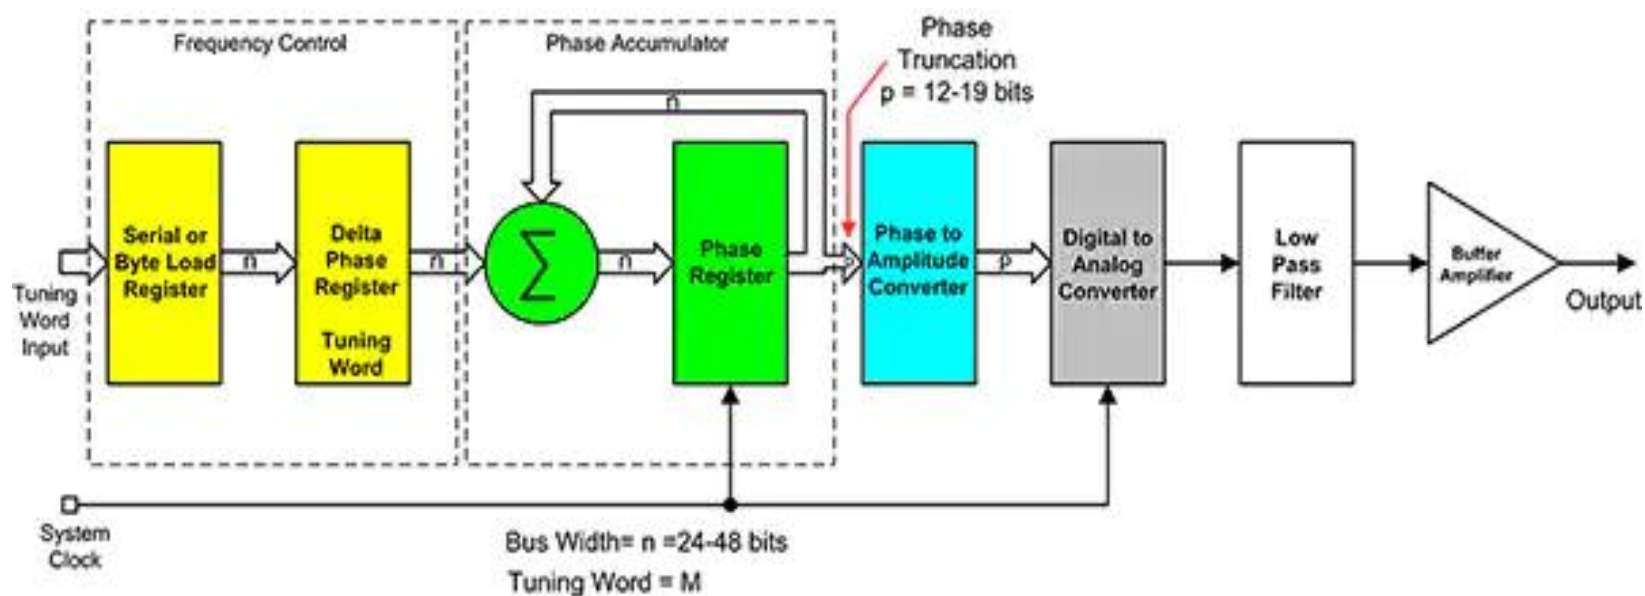 Frequency Control
Phase Accumulator
Phase
Truncation
p = 12-19 bits
n
Serial or
Byte Load
Register
n
Delta
Phase
Register
Tuning
Word
n
Σ
n
Phase
Register
P
Phase to
Amplitude
Converter
P
Digital to
Analog
Converter
Low
Pass
Filter
Buffer
Amplifier
Output
Tuning
Word
Input
System
Clock
Bus Width= n =24-48 bits
Tuning Word = M